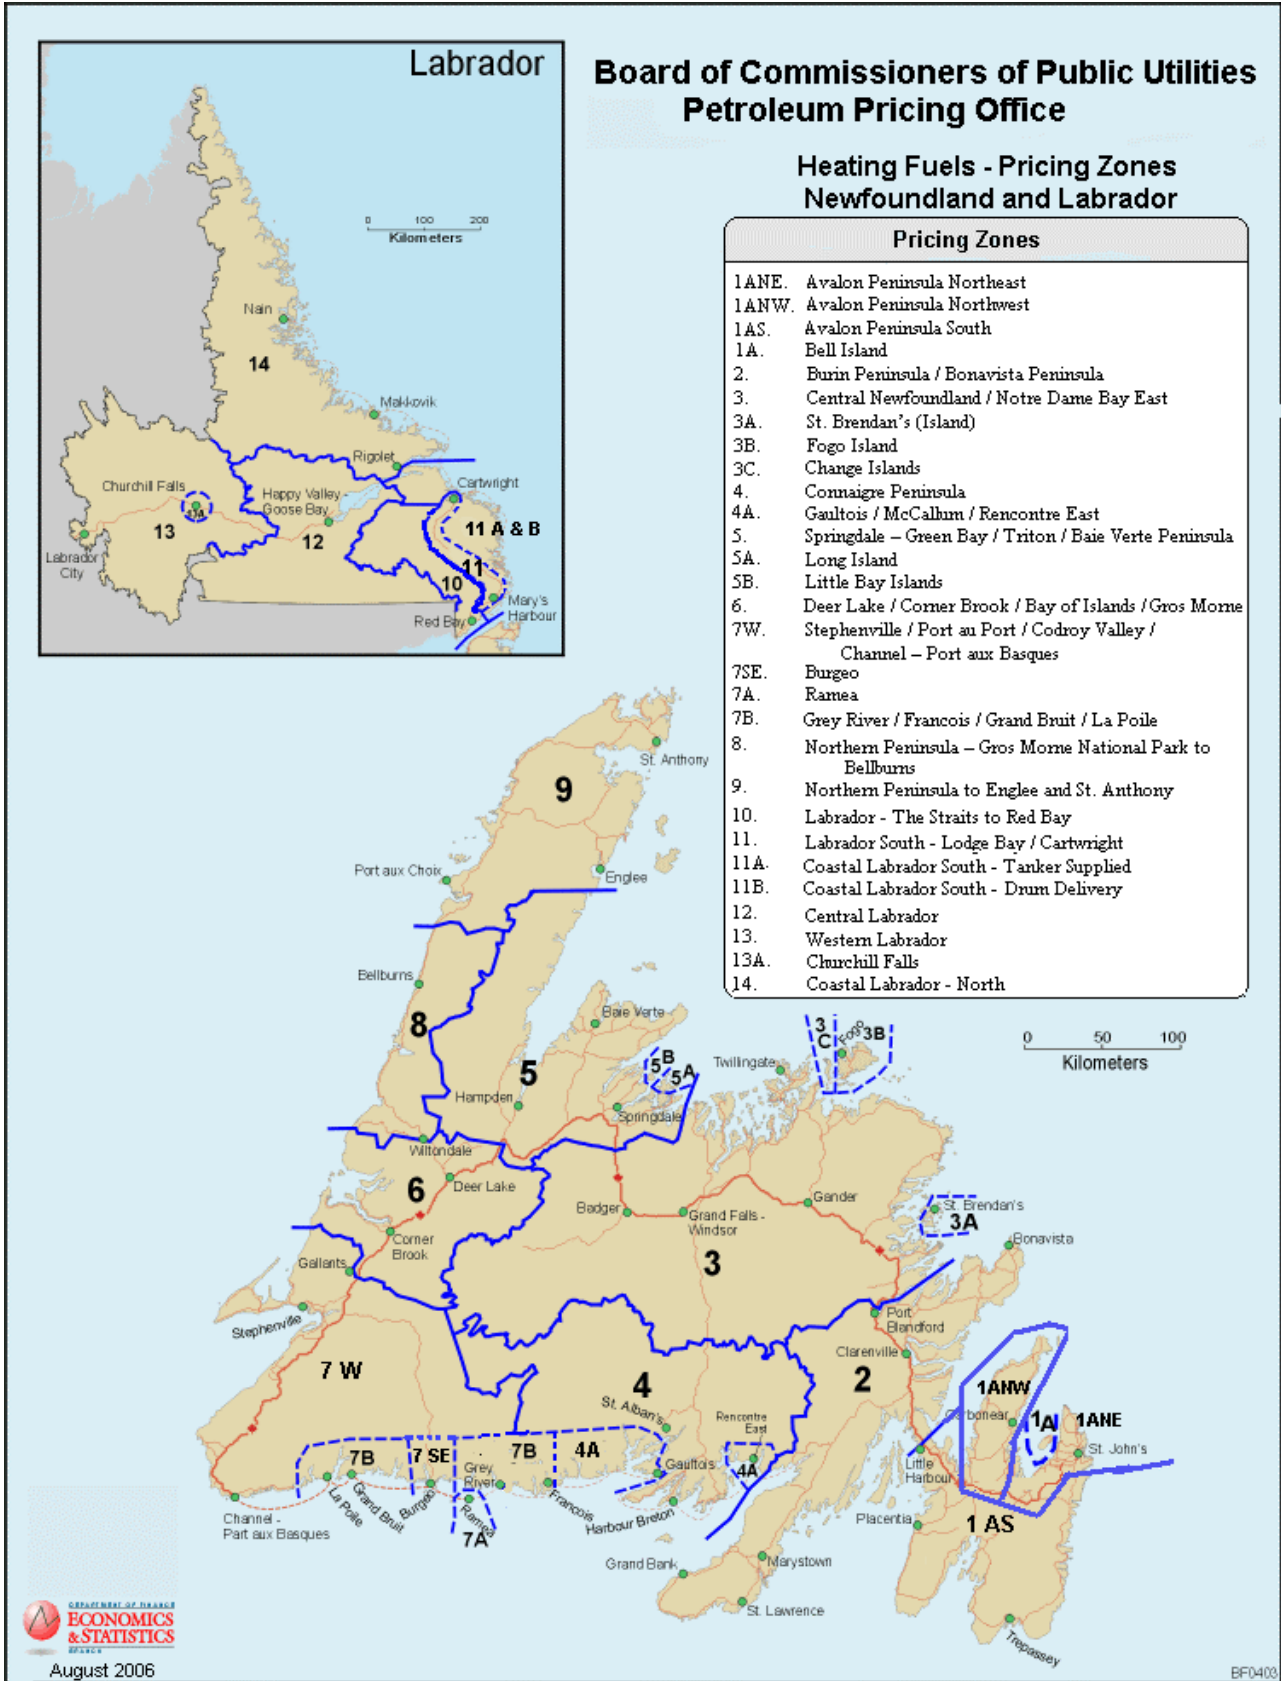 Labrador
0 100 200
Kilometers
Nain
14
Makkovik
Rigolet
Cartwright
Churchill Falls
13A
Happy Valley -
Goose Bay
11 A & B
13
12
Labrador
City
11
10
Mary's
Harbour
Red Bay
Board of Commissioners of Public Utilities
Petroleum Pricing Office
Heating Fuels - Pricing Zones
Newfoundland and Labrador
Pricing Zones
1ANE. Avalon Peninsula Northeast
1ANW. Avalon Peninsula Northwest
1AS. Avalon Peninsula South
1A. Bell Island
2. Burin Peninsula / Bonavista Peninsula
3. Central Newfoundland / Notre Dame Bay East
3A. St. Brendan's (Island)
3B. Fogo Island
3C. Change Islands
4. Connaigre Peninsula
4A. Gaultois / McCallum / Rencontre East
5. Springdale – Green Bay / Triton / Baie Verte Peninsula
5A. Long Island
5B. Little Bay Islands
6. Deer Lake / Corner Brook / Bay of Islands / Gros Morne
7W. Stephenville / Port au Port / Codroy Valley /
Channel – Port aux Basques
7SE. Burgeo
7A. Ramea
7B. Grey River / Francois / Grand Bruit / La Poile
8. Northern Peninsula – Gros Morne National Park to
Bellburns
9. Northern Peninsula to Englee and St. Anthony
10. Labrador - The Straits to Red Bay
11. Labrador South - Lodge Bay / Cartwright
11A. Coastal Labrador South - Tanker Supplied
11B. Coastal Labrador South - Drum Delivery
12. Central Labrador
13. Western Labrador
13A. Churchill Falls
14. Coastal Labrador - North
0 50 100
Kilometers
St. Anthony
9
Port aux Choix
Englee
Bellburns
8
Baie Verte
3
C
Fogo
3B
5B
5A
Twillingate
5
Hampden
Springdale
Wiltondale
6
Deer Lake
Badger
Grand Falls -
Windsor
Gander
St. Brendan's
3A
Corner
Brook
Bonavista
Gallants
3
Stephenville
Port
Blandford
Clarenville
7 W
4
2
1ANW
Carbonear
1A
1ANE
St. Alban's
Rencontre
East
St. John's
7B
7 SE
7B
4A
Grey
River
Gaultois
4A
Little
Harbour
Channel -
Part aux Basques
La Poile
Grand Bruit
Burgeo
Ramea
7A
Francois
Harbour Breton
Placentia
1 AS
Grand Bank
Marystown
St. Lawrence
Trepassey
DEPARTMENT OF FINANCE
ECONOMICS
& STATISTICS
BRANCH
August 2006
BF0403